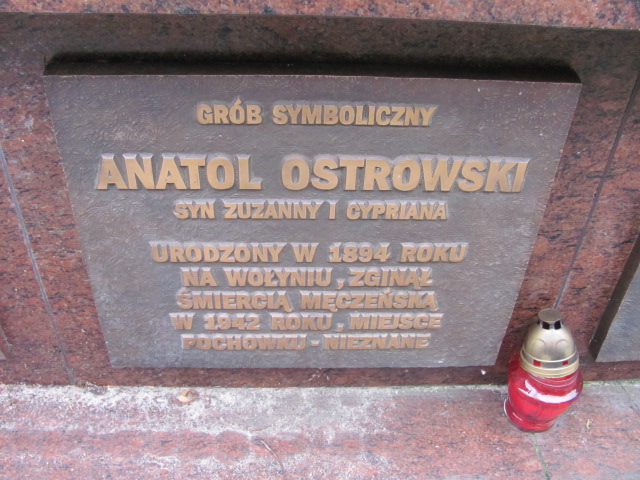 GRÓB SYMBOLICZNY
ANATOL OSTROWSKI
SYN ZUZANNY I CYPRIANA
URODZONY W 1894 ROKU
NA WOŁYNIU, ZGINĄŁ
ŚMIERCIĄ MĘCZEŃSKĄ
W 1942 ROKU, MIEJSCE
POCHOWKU - NIEZNANE